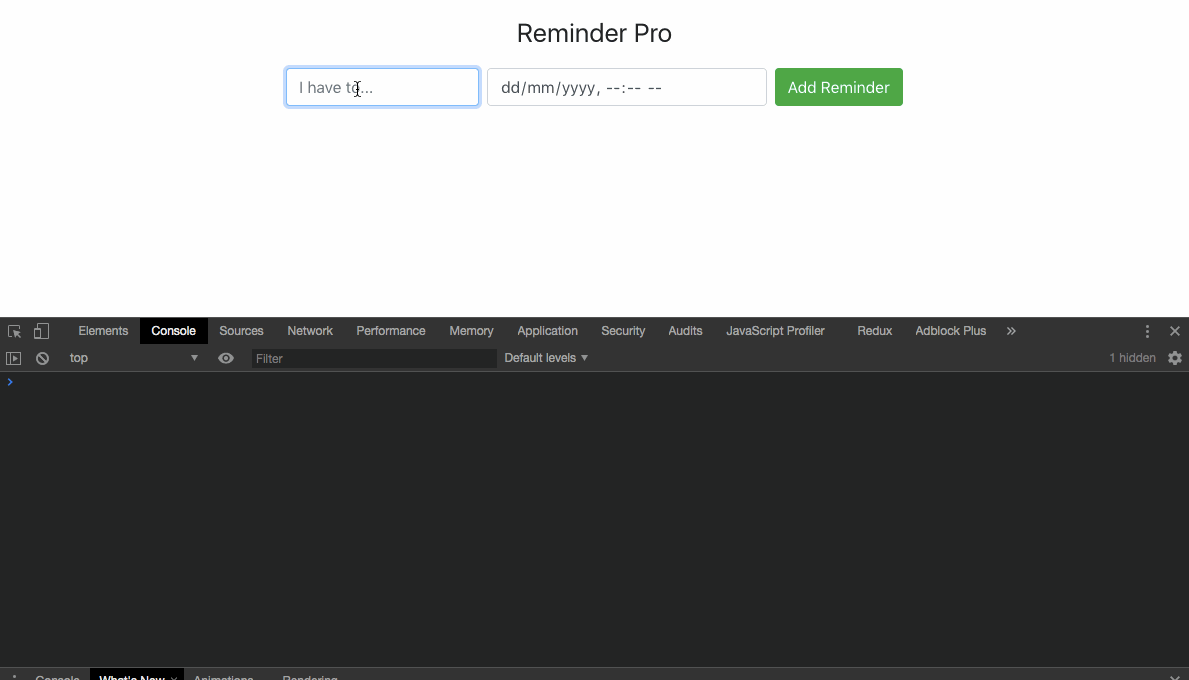 Reminder Pro
I have to... dd/mm/yyyy, --:-- -- Add Reminder
Elements Console Sources Network Performance Memory Application Security Audits JavaScript Profiler Redux Adblock Plus »
top Filter Default levels 1 hidden
Console What's New × Animations Rendering